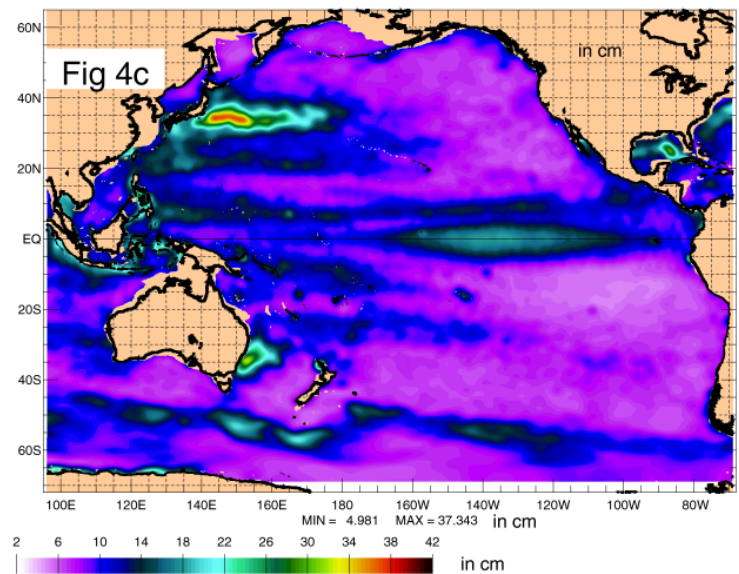 60N
in cm
Fig 4c
40N
20N
EQ
20S
40S
60S
100E 120E 140E 160E 180 160W 140W 120W 100W 80W
MIN = 4.981 MAX = 37.343 in cm
2 6 10 14 18 22 26 30 34 38 42
in cm